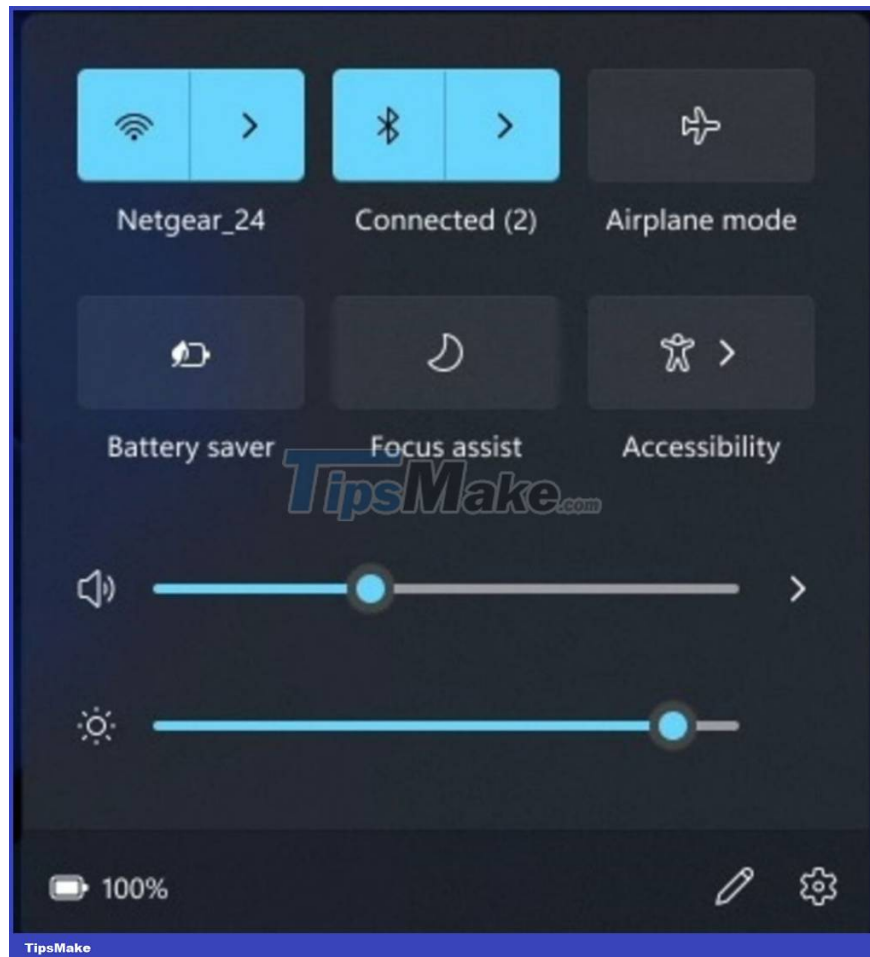 Netgear_24
Connected (2)
Airplane mode
Battery saver
Focus assist
Accessibility
TipsMake.com
100%
TipsMake